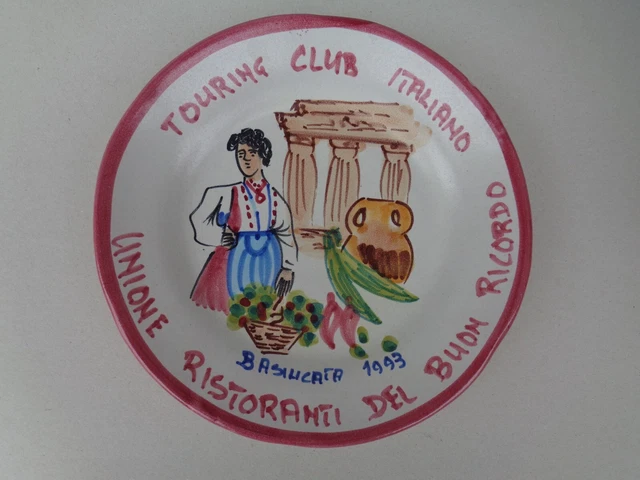 TOURING CLUB ITALIANO
UNIONE RISTORANTI DEL BUON RICORDO
BASILICATA 1993